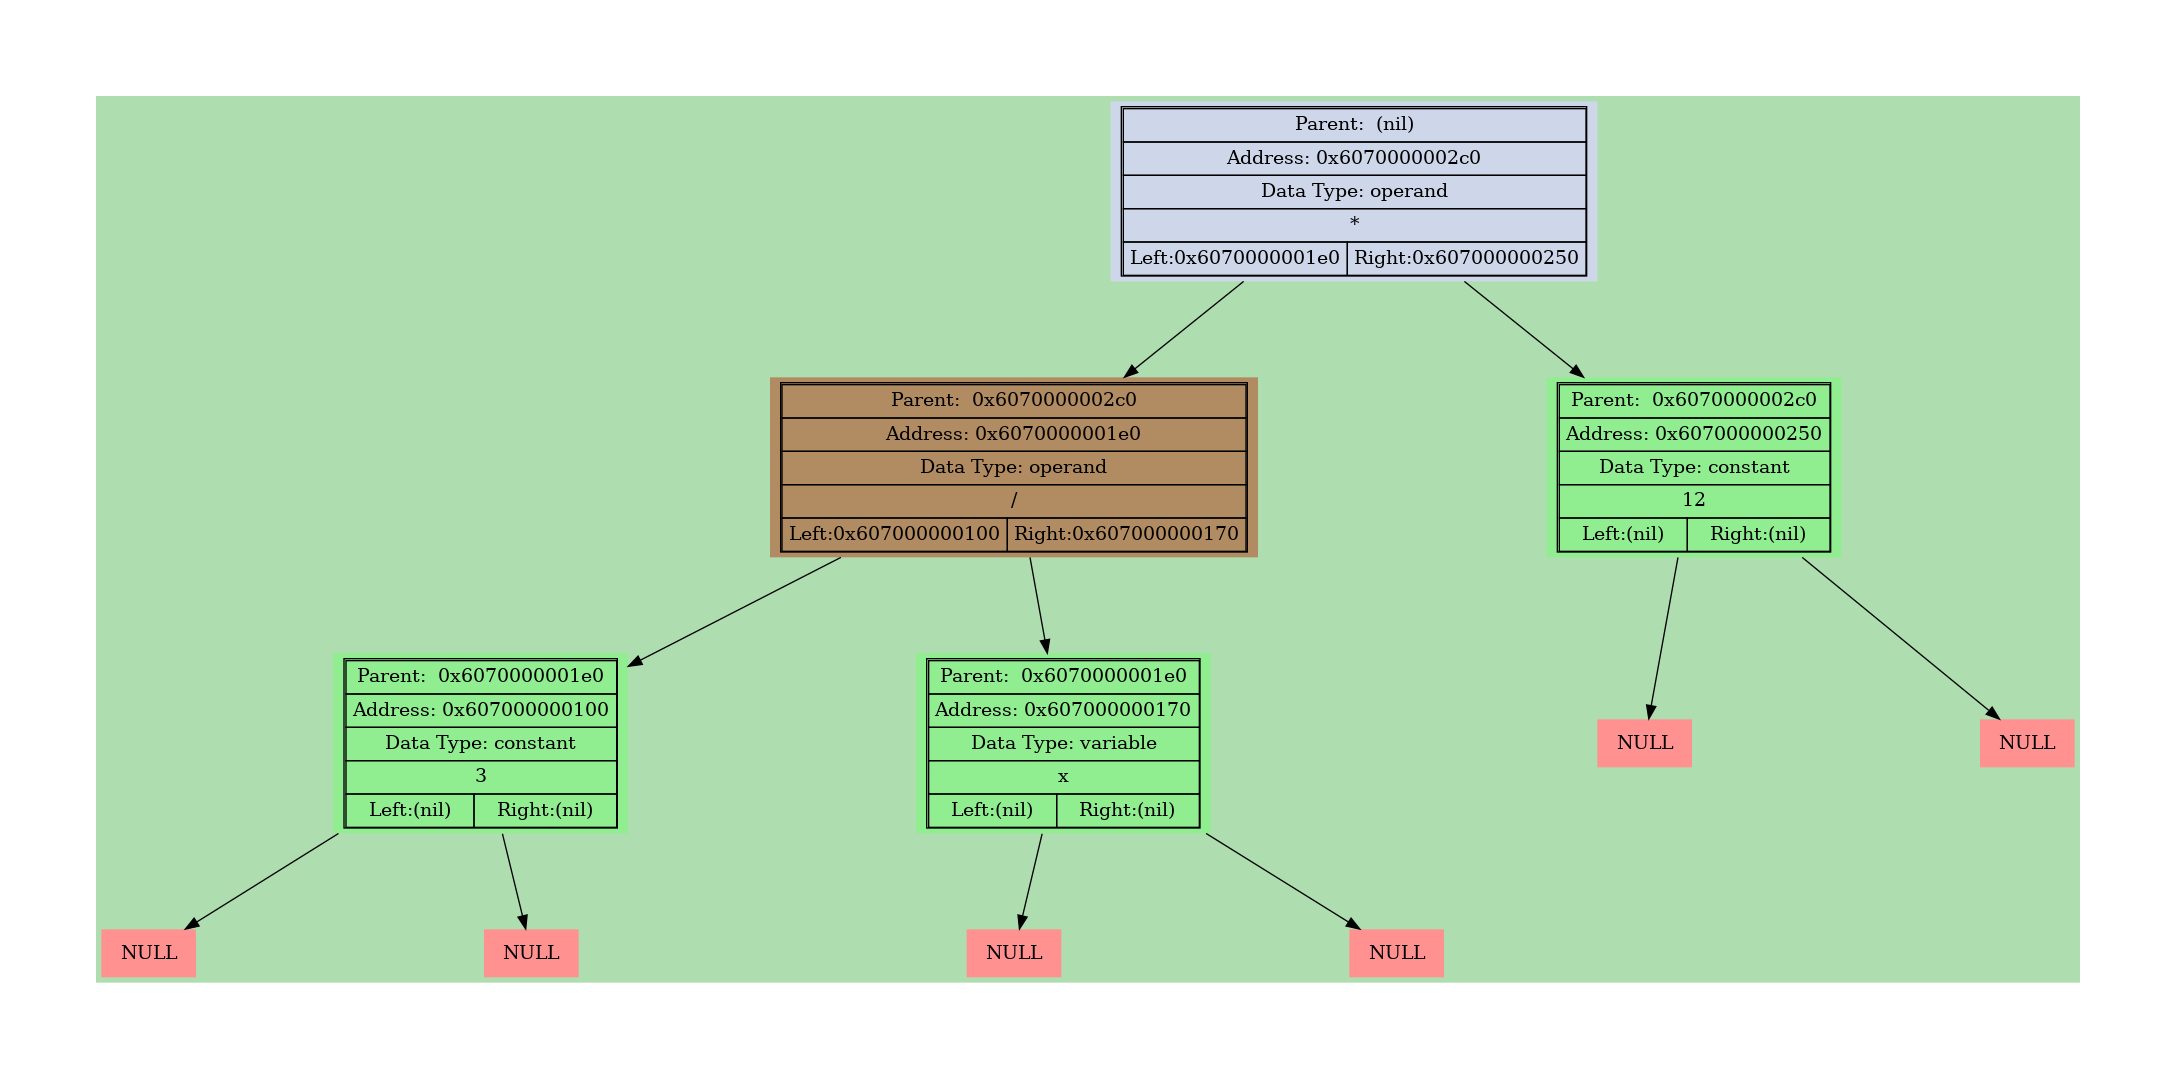 Parent:  (nil)
Address: 0x6070000002c0
Data Type: operand
*
Left:0x6070000001e0 Right:0x607000000250
Parent:  0x6070000002c0
Address: 0x6070000001e0
Data Type: operand
/
Left:0x607000000100 Right:0x607000000170
Parent:  0x6070000002c0
Address: 0x607000000250
Data Type: constant
12
Left:(nil) Right:(nil)
Parent:  0x6070000001e0
Address: 0x607000000100
Data Type: constant
3
Left:(nil) Right:(nil)
Parent:  0x6070000001e0
Address: 0x607000000170
Data Type: variable
x
Left:(nil) Right:(nil)
NULL
NULL
NULL
NULL
NULL
NULL